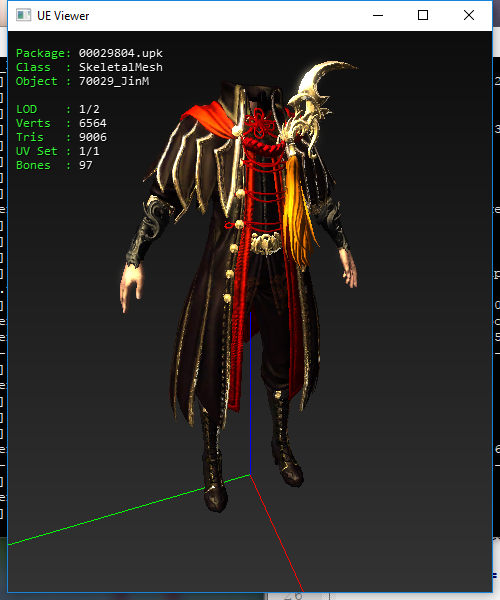 UE Viewer
Package: 00029804.upk
Class : SkeletalMesh
Object : 70029_JinM
LOD : 1/2
Verts : 6564
Tris : 9006
UV Set : 1/1
Bones : 97